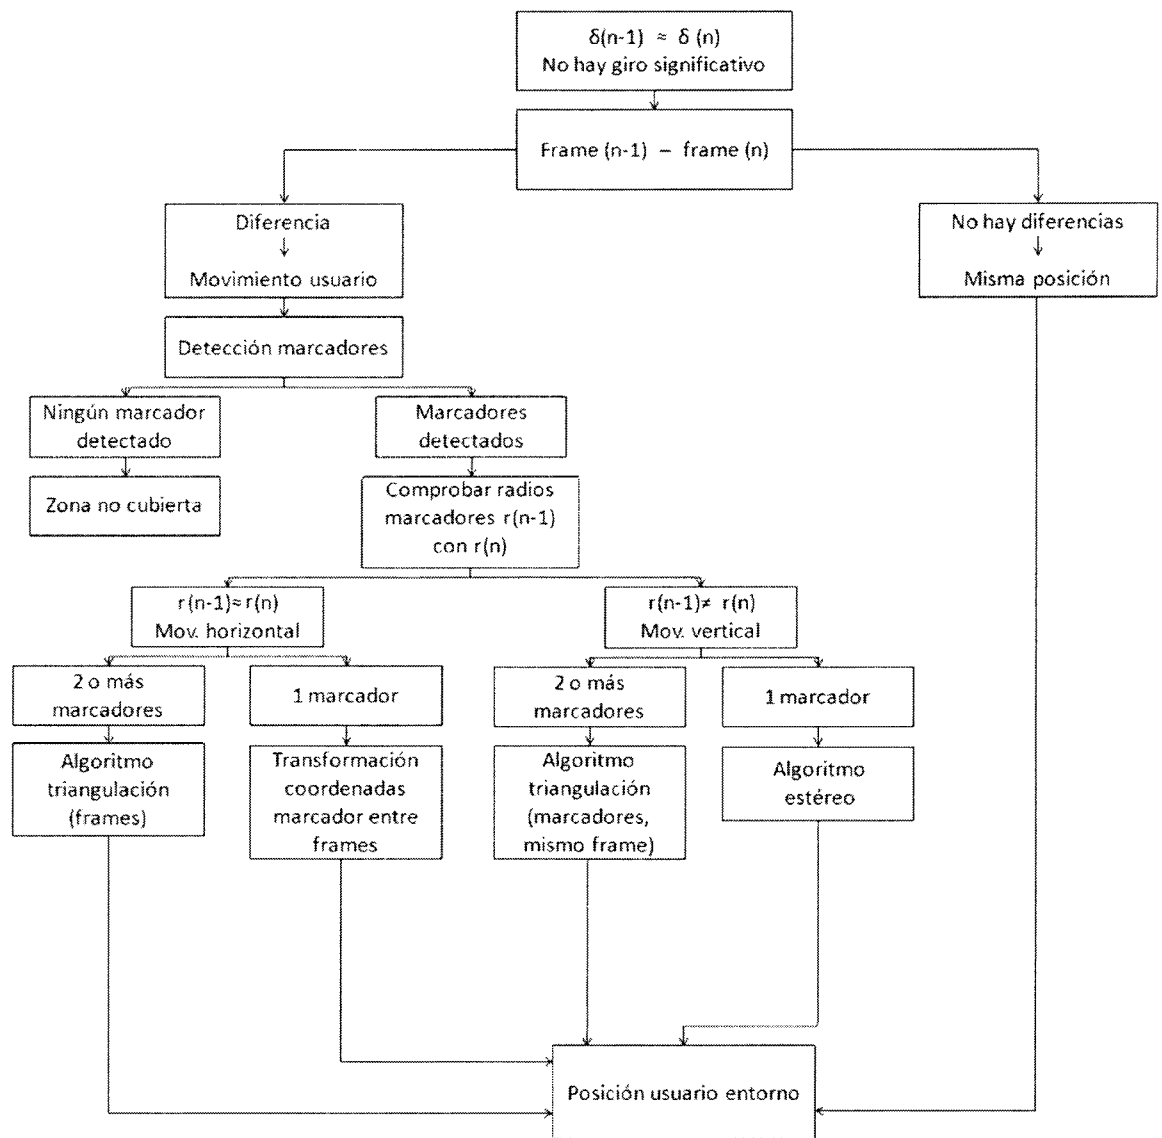 δ(n-1) ≈ δ (n)
No hay giro significativo
Frame (n-1) – frame (n)
Diferencia
Movimiento usuario
No hay diferencias
Misma posición
Detección marcadores
Ningún marcador
detectado
Marcadores
detectados
Zona no cubierta
Comprobar radios
marcadores r(n-1)
con r(n)
r(n-1)≈r(n)
Mov. horizontal
r(n-1)≠ r(n)
Mov. vertical
2 o más
marcadores
1 marcador
2 o más
marcadores
1 marcador
Algoritmo
triangulación
(frames)
Transformación
coordenadas
marcador entre
frames
Algoritmo
triangulación
(marcadores,
mismo frame)
Algoritmo
estéreo
Posición usuario entorno